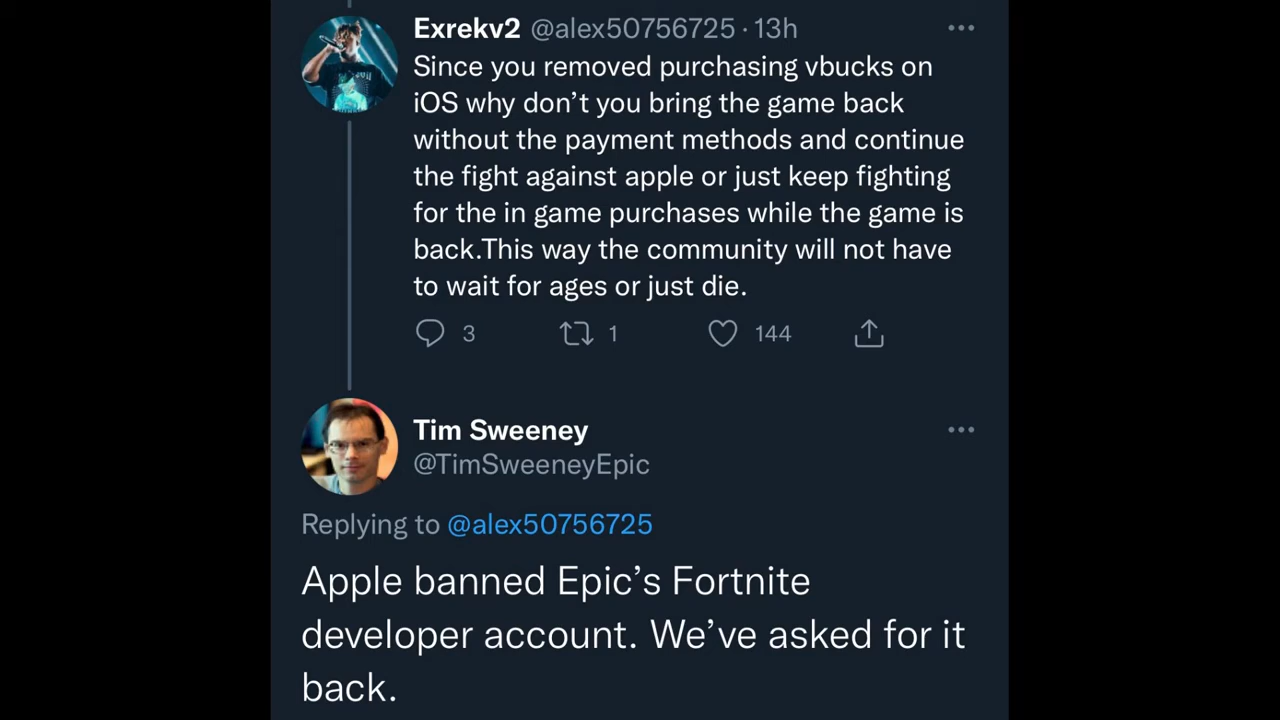 Exrekv2 @alex50756725 · 13h
Since you removed purchasing vbucks on
iOS why don’t you bring the game back
without the payment methods and continue
the fight against apple or just keep fighting
for the in game purchases while the game is
back.This way the community will not have
to wait for ages or just die.
3 1 144
Tim Sweeney
@TimSweeneyEpic
Replying to @alex50756725
Apple banned Epic’s Fortnite
developer account. We’ve asked for it
back.